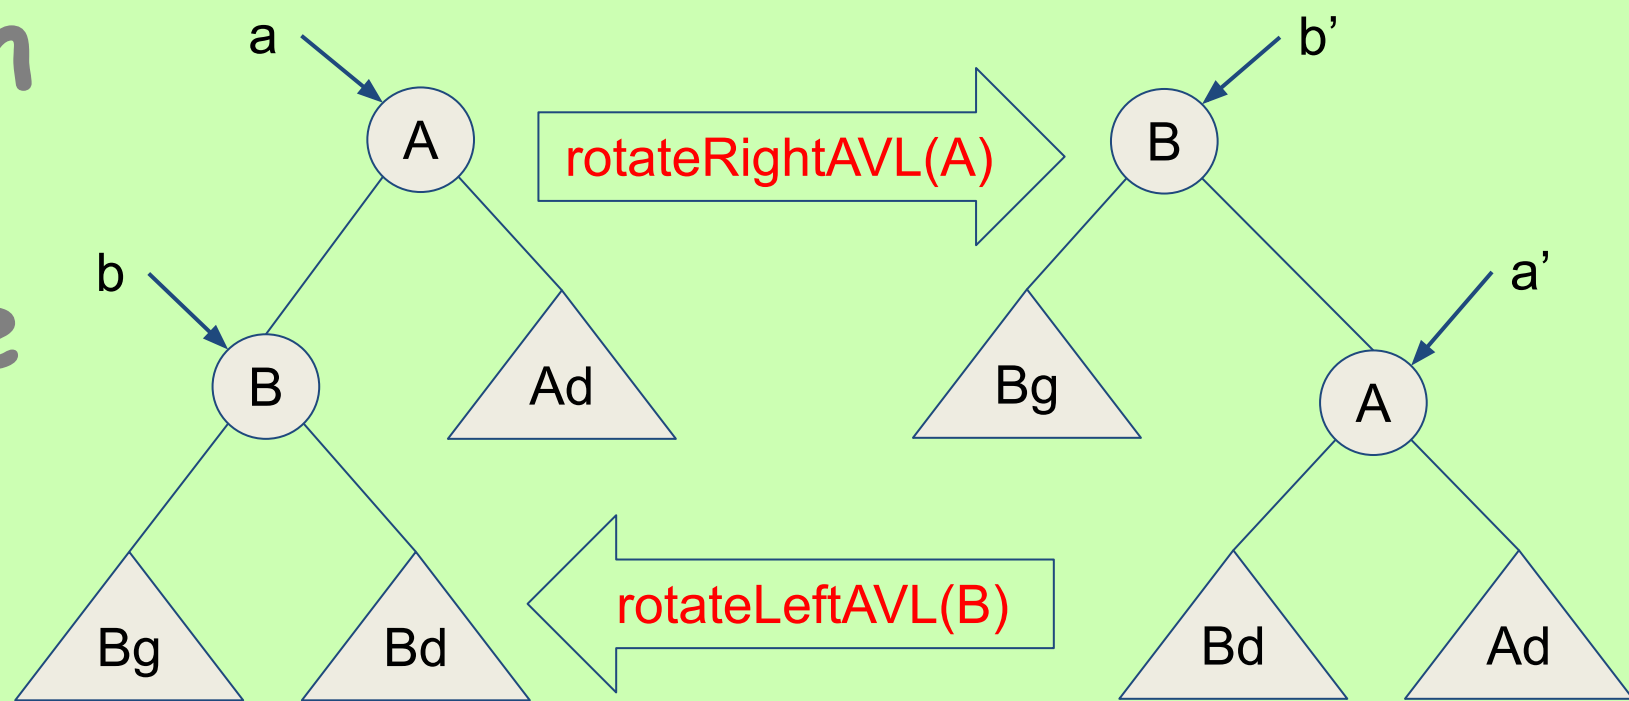 a
b’
A
rotateRightAVL(A)
B
b
a’
B
Ad
Bg
A
rotateLeftAVL(B)
Bg
Bd
Bd
Ad